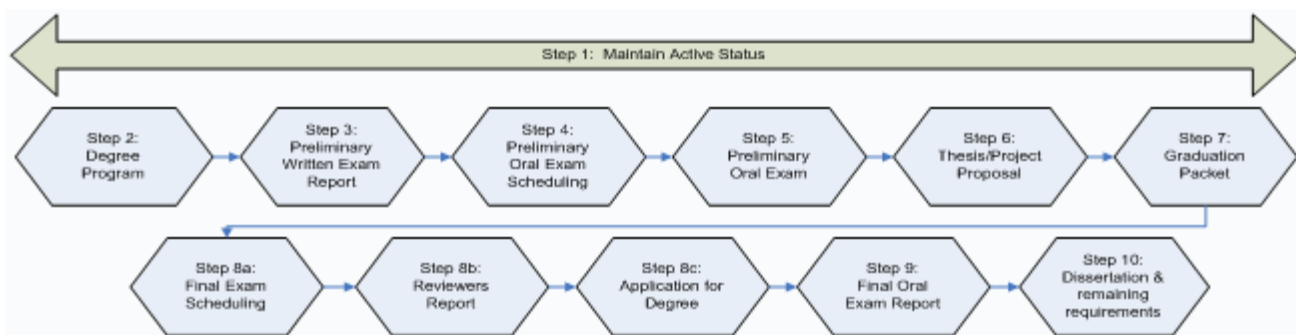 Step 1: Maintain Active Status
Step 2:
Degree
Program
Step 3:
Preliminary
Written Exam
Report
Step 4:
Preliminary
Oral Exam
Scheduling
Step 5:
Preliminary
Oral Exam
Step 6:
Thesis/Project
Proposal
Step 7:
Graduation
Packet
Step 8a:
Final Exam
Scheduling
Step 8b:
Reviewers
Report
Step 8c:
Application for
Degree
Step 9:
Final Oral
Exam Report
Step 10:
Dissertation &
remaining
requirements